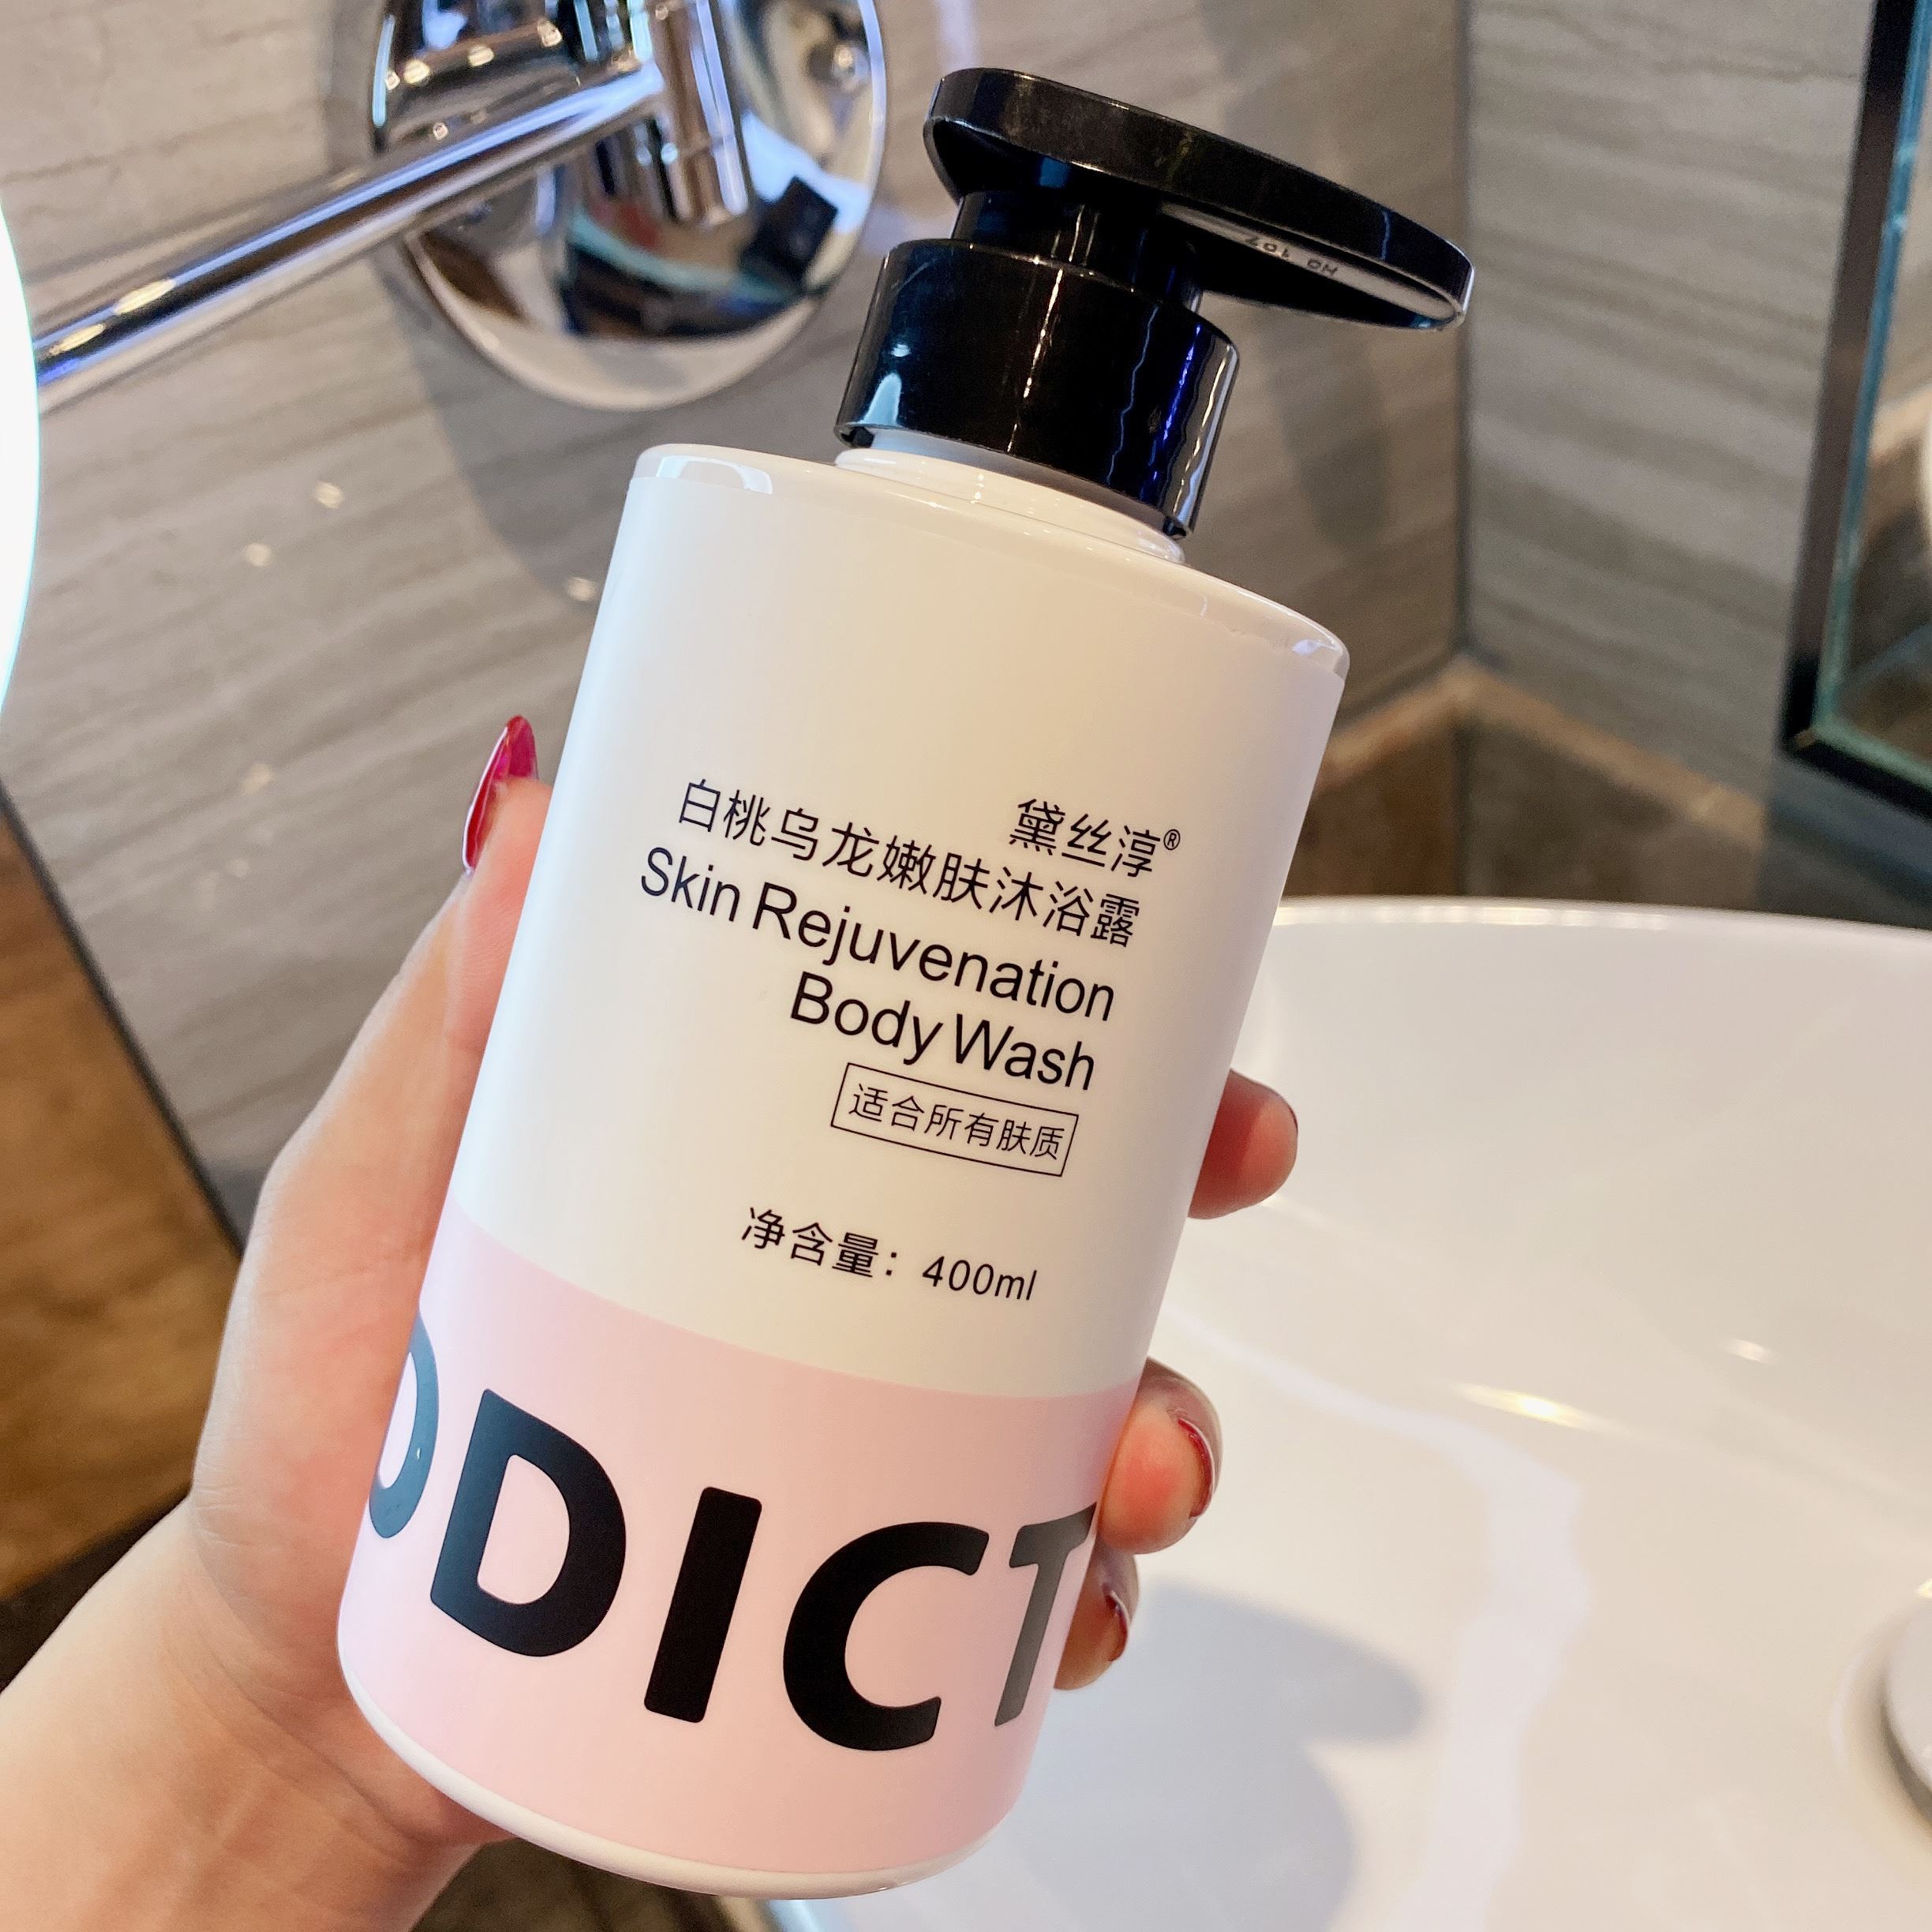 黛丝淳®
白桃乌龙嫩肤沐浴露
Skin Rejuvenation
Body Wash
适合所有肤质
净含量：400ml
DICT